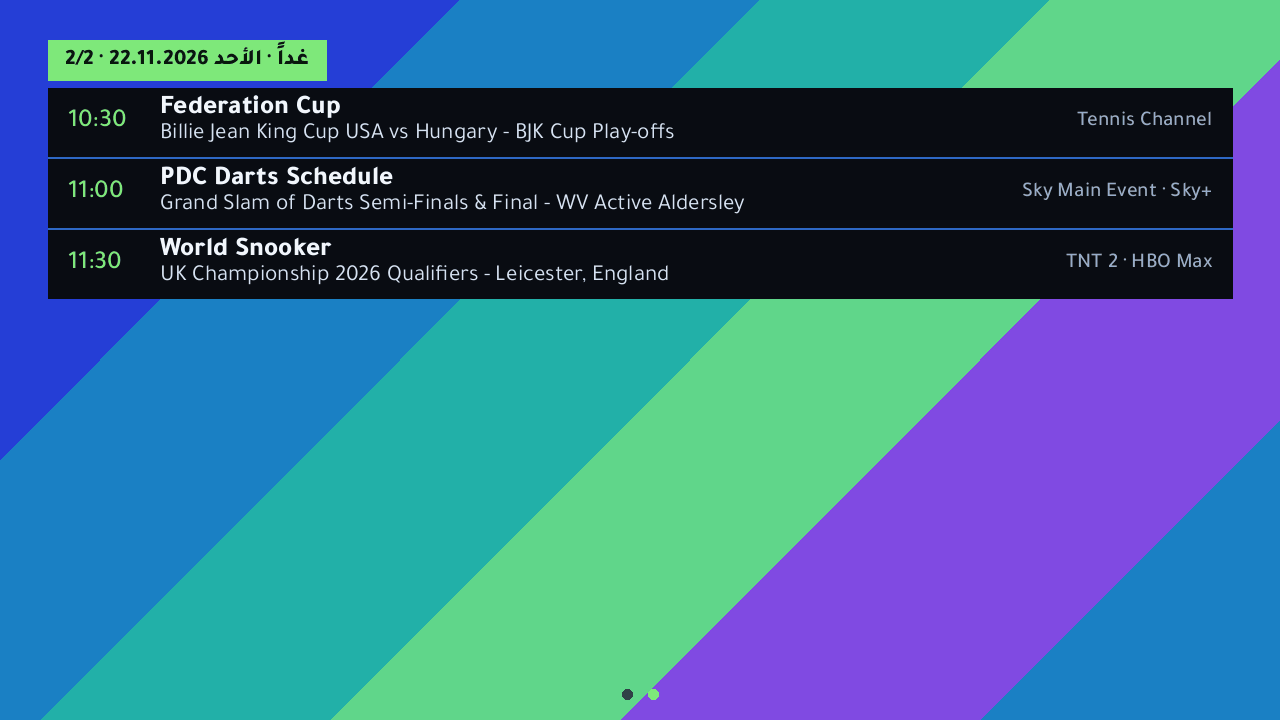 غداً · الأحد 22.11.2026 · 2/2
10:30 Federation Cup Tennis Channel
Billie Jean King Cup USA vs Hungary - BJK Cup Play-offs
11:00 PDC Darts Schedule Sky Main Event · Sky+
Grand Slam of Darts Semi-Finals & Final - WV Active Aldersley
11:30 World Snooker TNT 2 · HBO Max
UK Championship 2026 Qualifiers - Leicester, England